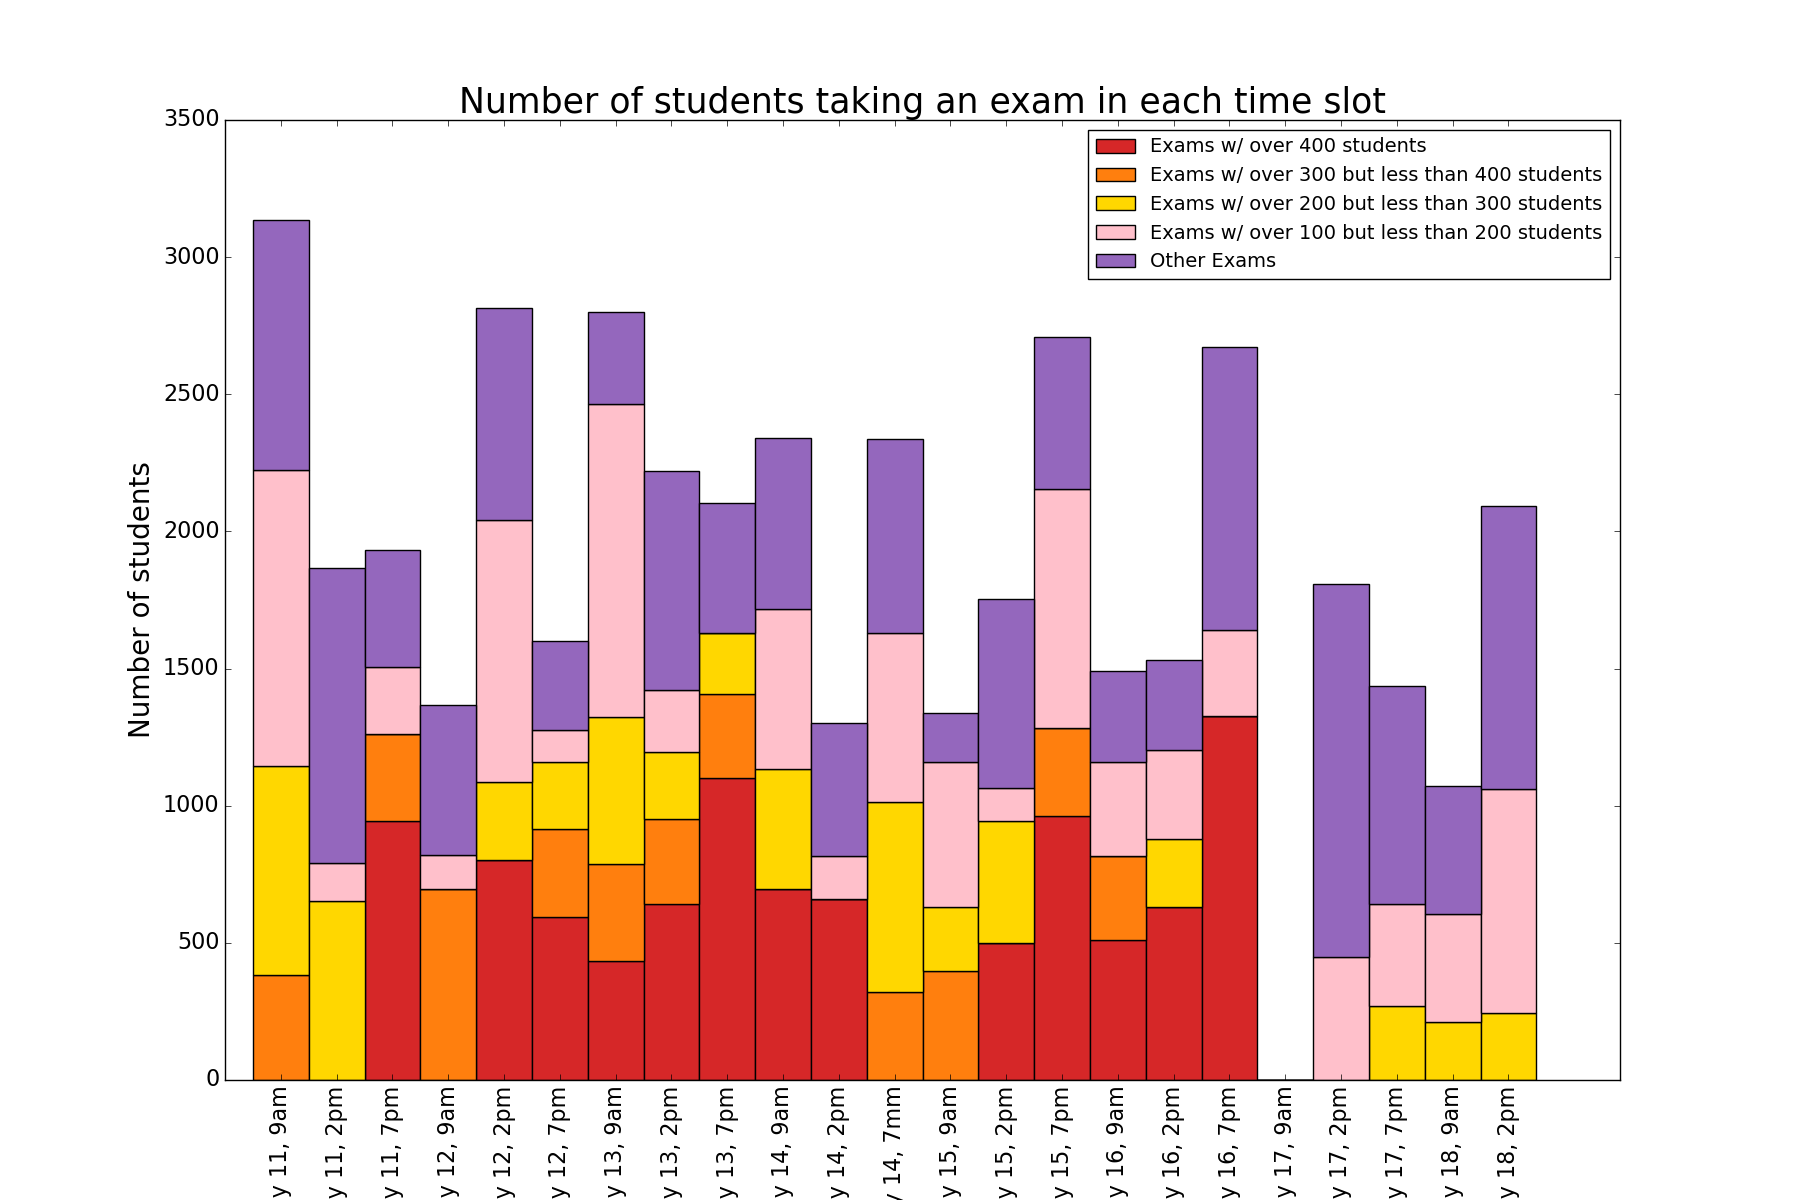 Number of students taking an exam in each time slot
Exams w/ over 400 students
Exams w/ over 300 but less than 400 students
Exams w/ over 200 but less than 300 students
Exams w/ over 100 but less than 200 students
Other Exams
Number of students
3500
3000
2500
2000
1500
1000
500
0
y 11, 9am
y 11, 2pm
y 11, 7pm
y 12, 9am
y 12, 2pm
y 12, 7pm
y 13, 9am
y 13, 2pm
y 13, 7pm
y 14, 9am
y 14, 2pm
y 14, 7mm
y 15, 9am
y 15, 2pm
y 15, 7pm
y 16, 9am
y 16, 2pm
y 16, 7pm
y 17, 9am
y 17, 2pm
y 17, 7pm
y 18, 9am
y 18, 2pm